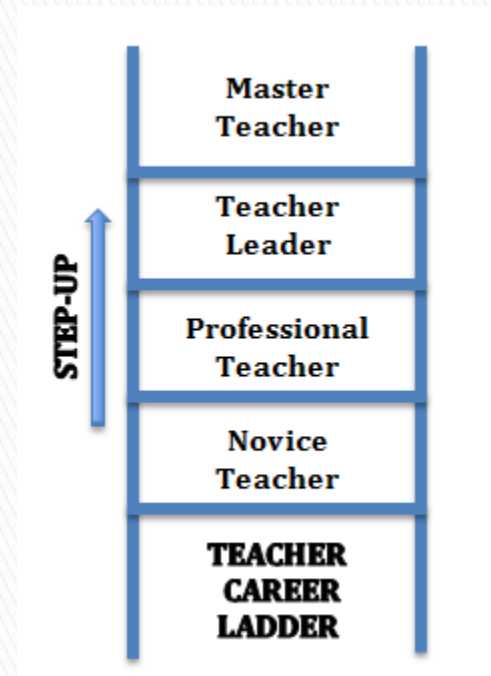 Master
Teacher
Teacher
Leader
STEP-UP
Professional
Teacher
Novice
Teacher
TEACHER
CAREER
LADDER